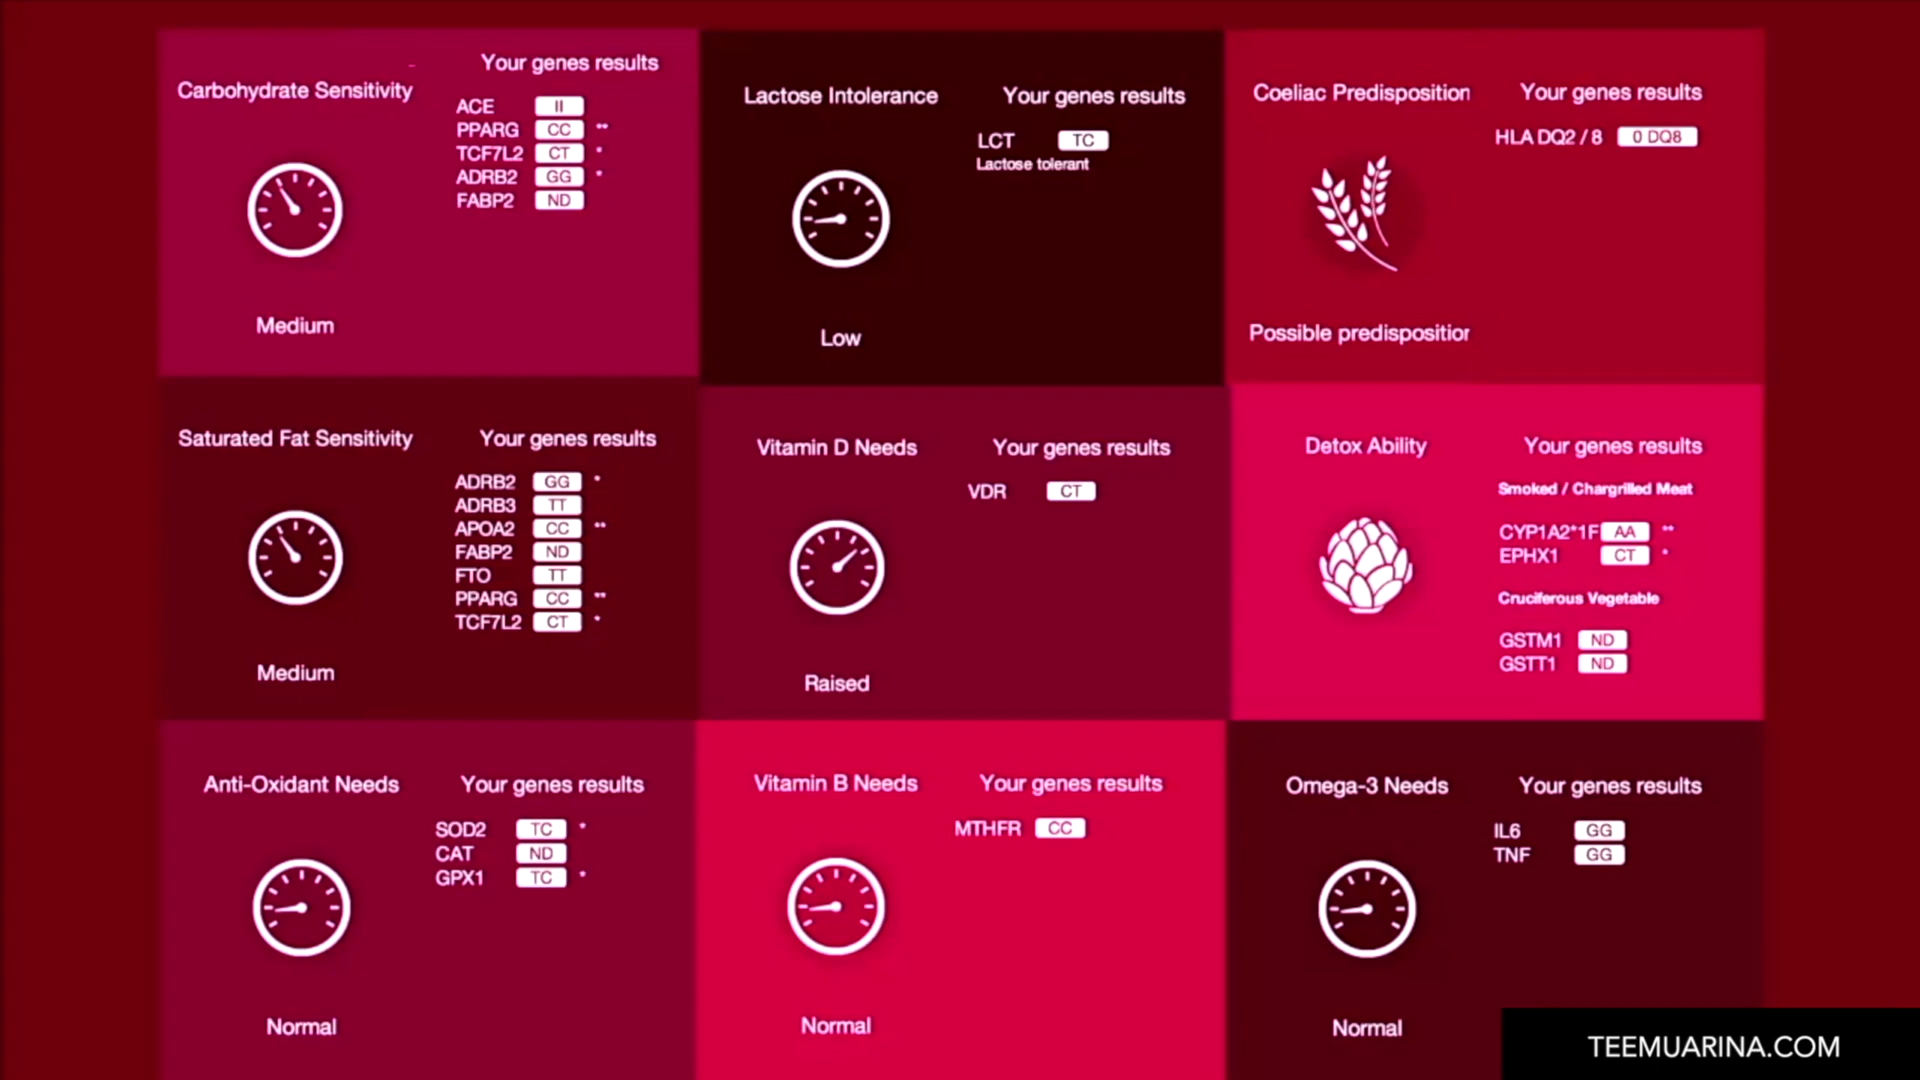 Carbohydrate Sensitivity
Your genes results
ACE II
PPARG CC **
TCF7L2 CT *
ADRB2 GG *
FABP2 ND
Medium
Lactose Intolerance
Your genes results
LCT TC
Lactose tolerant
Low
Coeliac Predisposition
Your genes results
HLA DQ2 / 8 0 DQ8
Possible predisposition
Saturated Fat Sensitivity
Your genes results
ADRB2 GG *
ADRB3 TT
APOA2 CC **
FABP2 ND
FTO TT
PPARG CC **
TCF7L2 CT *
Medium
Vitamin D Needs
Your genes results
VDR CT
Raised
Detox Ability
Your genes results
Smoked / Chargrilled Meat
CYP1A2*1F AA **
EPHX1 CT *
Cruciferous Vegetable
GSTM1 ND
GSTT1 ND
Anti-Oxidant Needs
Your genes results
SOD2 TC *
CAT ND
GPX1 TC *
Normal
Vitamin B Needs
Your genes results
MTHFR CC
Normal
Omega-3 Needs
Your genes results
IL6 GG
TNF GG
Normal
TEEMUARINA.COM